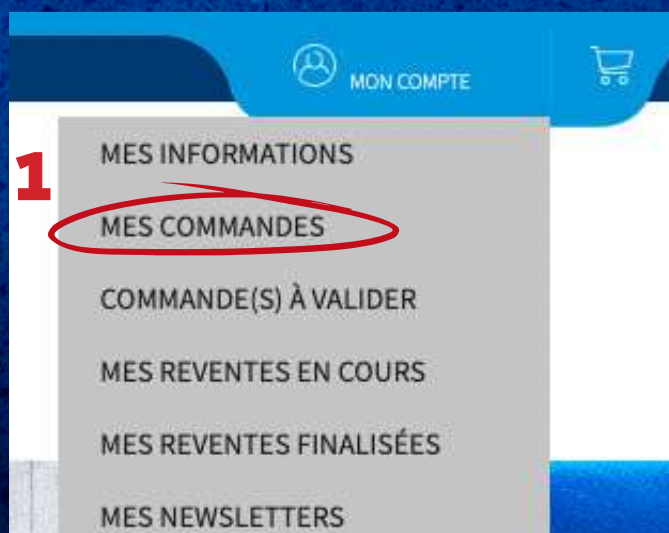 MON COMPTE
1
MES INFORMATIONS
MES COMMANDES
COMMANDE(S) À VALIDER
MES REVENTES EN COURS
MES REVENTES FINALISÉES
MES NEWSLETTERS